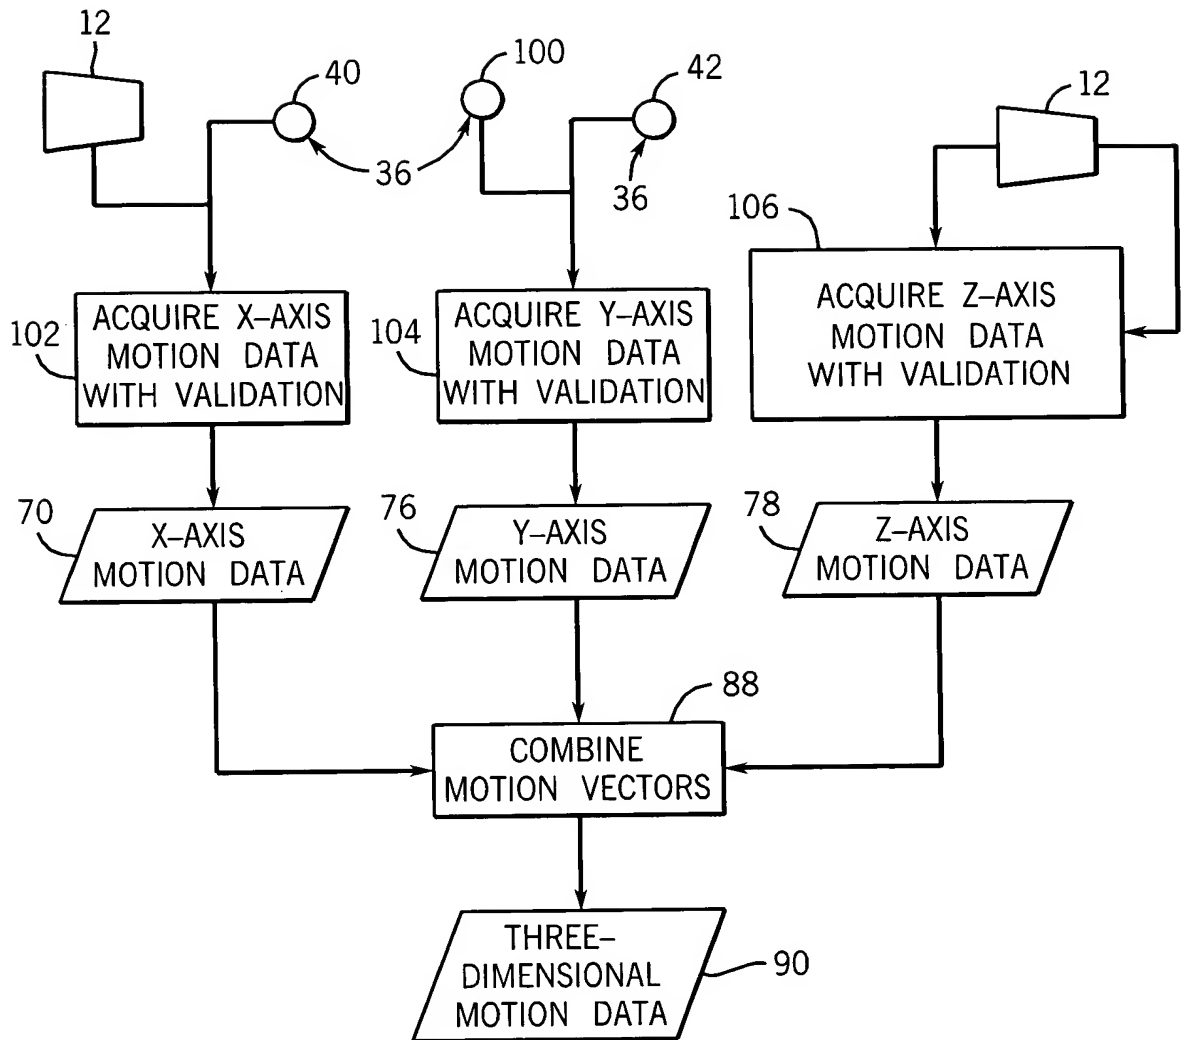 12
40
100
42
12
36
36
106
102
ACQUIRE X–AXIS
MOTION DATA
WITH VALIDATION
104
ACQUIRE Y–AXIS
MOTION DATA
WITH VALIDATION
ACQUIRE Z–AXIS
MOTION DATA
WITH VALIDATION
70
X–AXIS
MOTION DATA
76
Y–AXIS
MOTION DATA
78
Z–AXIS
MOTION DATA
88
COMBINE
MOTION VECTORS
THREE–
DIMENSIONAL
MOTION DATA
90